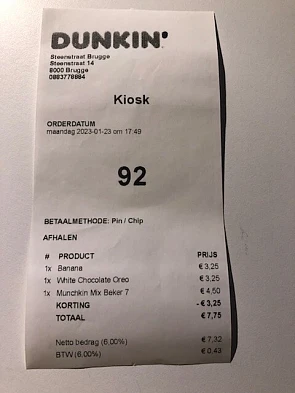 DUNKIN'
Steenstraat Brugge
Steenstraat 14
8000 Brugge
0893778664
Kiosk
ORDERDATUM
maandag 2023-01-23 om 17:49
92
BETAALMETHODE: Pin / Chip
AFHALEN
# PRODUCT PRIJS
1x Banana € 3,25
1x White Chocolate Oreo € 3,25
1x Munchkin Mix Beker 7 € 4,50
KORTING - € 3,25
TOTAAL € 7,75
Netto bedrag (6,00%) € 7,32
BTW (6,00%) € 0,43